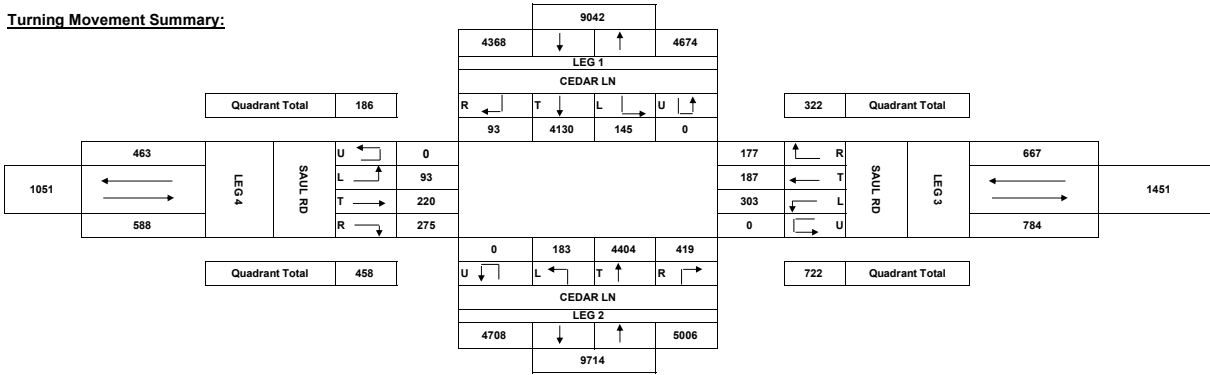 Turning Movement Summary:
9042
4368 4674
LEG 1
CEDAR LN
Quadrant Total 186
R T L U
322 Quadrant Total
93 4130 145 0
463 U 0 177 R 667
1051 LEG 4 SAUL RD L 93 187 T SAUL RD LEG 3 1451
T 220 303 L
588 R 275 0 U 784
0 183 4404 419
Quadrant Total 458
U L T R
722 Quadrant Total
CEDAR LN
LEG 2
4708 5006
9714